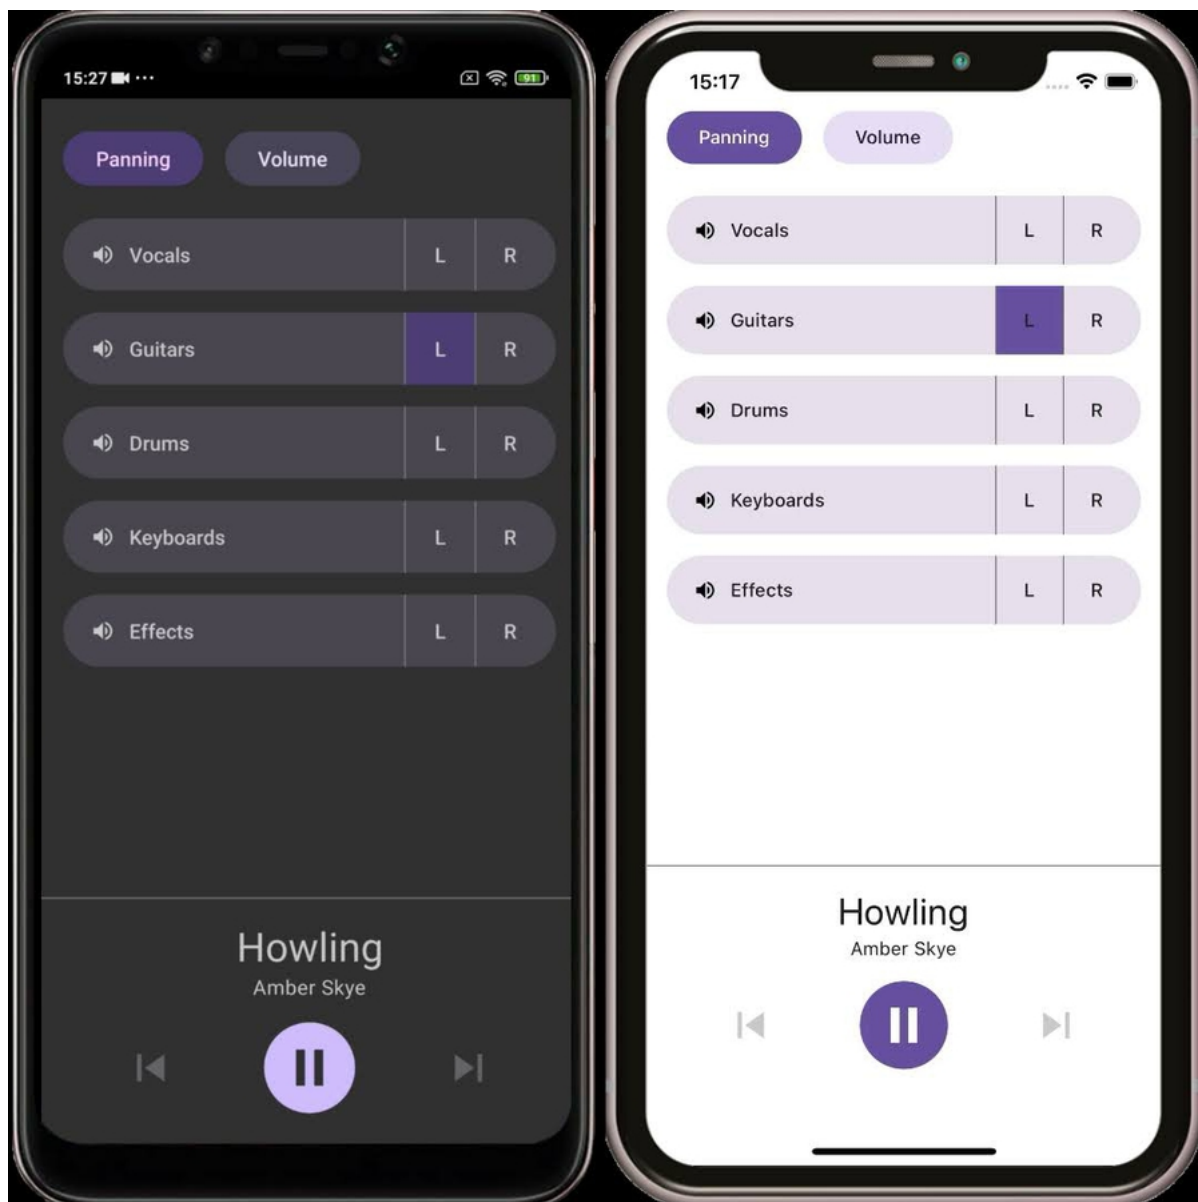 15:27
91
Panning
Volume
Vocals L R
Guitars L R
Drums L R
Keyboards L R
Effects L R
Howling
Amber Skye
15:17
Panning
Volume
Vocals L R
Guitars L R
Drums L R
Keyboards L R
Effects L R
Howling
Amber Skye